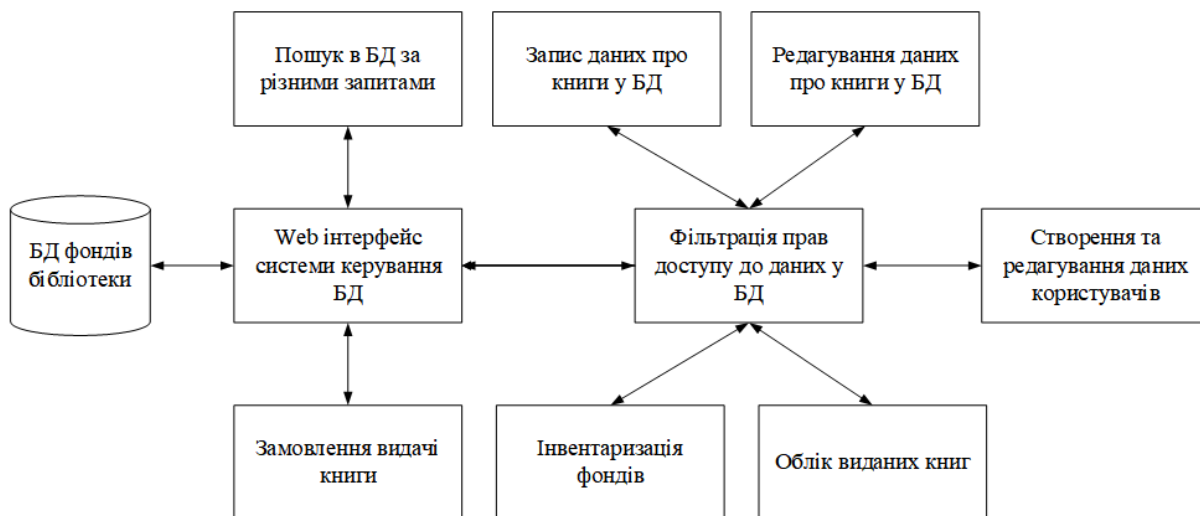 Пошук в БД за
різними запитами
Запис даних про
книги у БД
Редагування даних
про книги у БД
БД фондів
бібліотеки
Web інтерфейс
системи керування
БД
Фільтрація прав
доступу до даних у
БД
Створення та
редагування даних
користувачів
Замовлення видачі
книги
Інвентаризація
фондів
Облік виданих книг